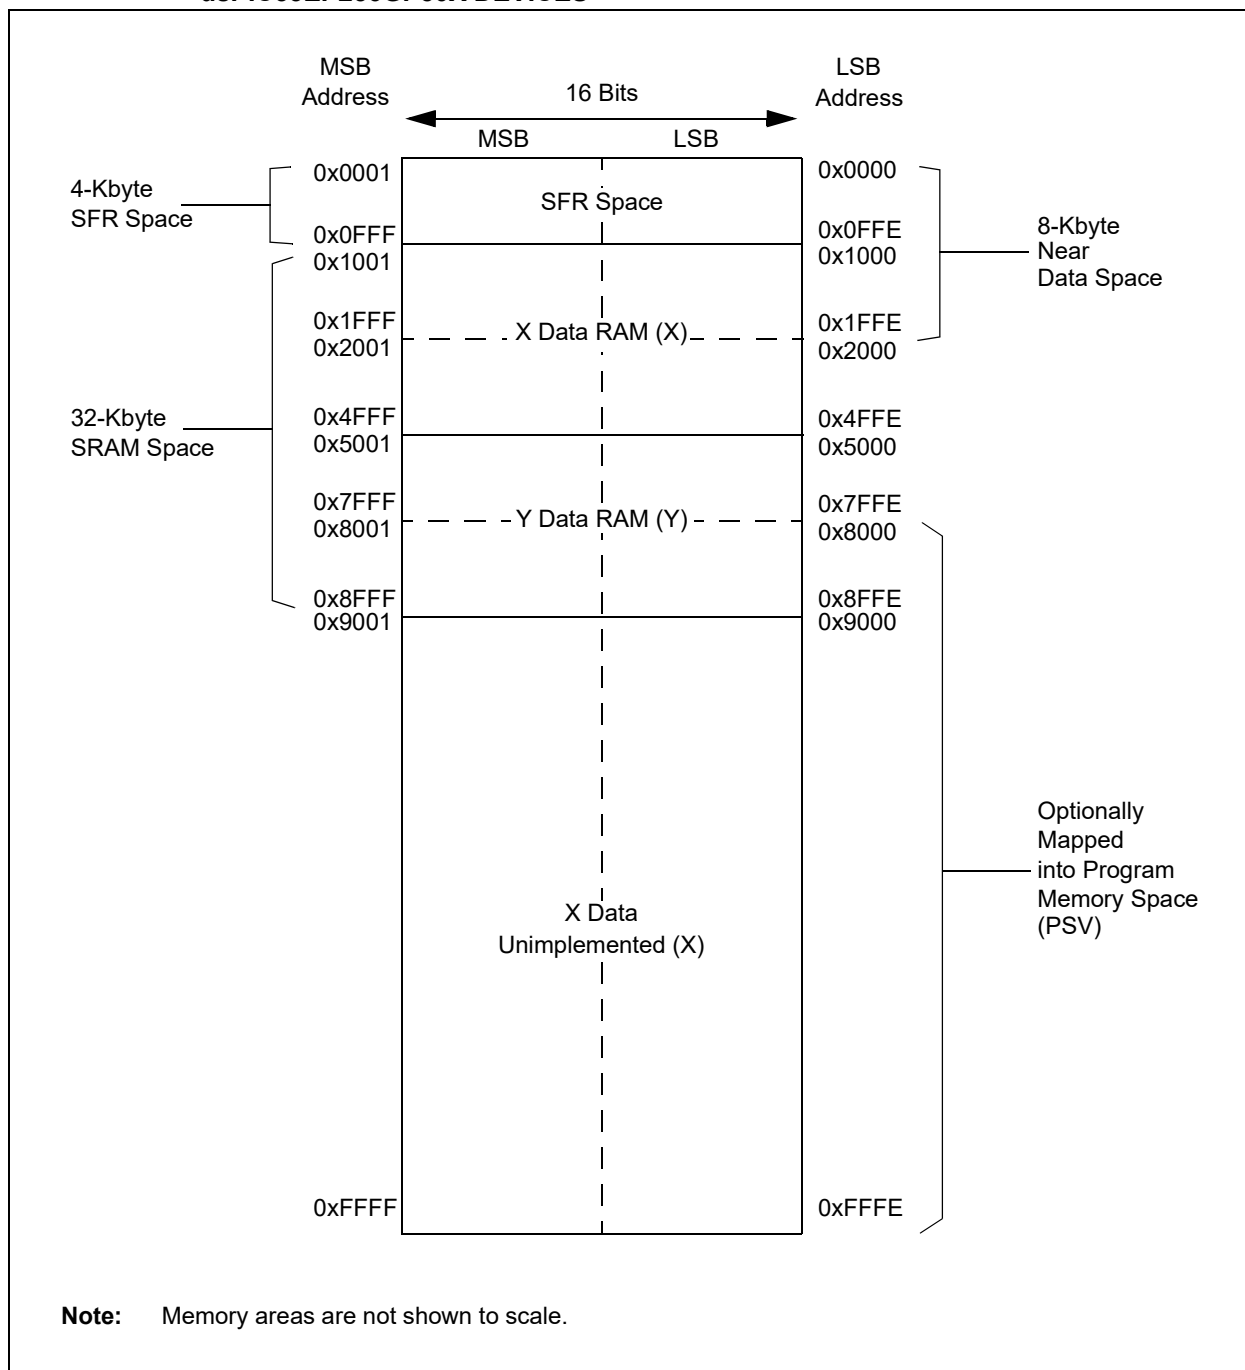 MSB
Address
16 Bits
LSB
Address
MSB
LSB
4-Kbyte
SFR Space
0x0001
0x0FFF
0x1001
SFR Space
0x0000
0x0FFE
0x1000
8-Kbyte
Near
Data Space
32-Kbyte
SRAM Space
0x1FFF
0x2001
X Data RAM (X)
0x1FFE
0x2000
0x4FFF
0x5001
0x4FFE
0x5000
0x7FFF
0x8001
Y Data RAM (Y)
0x7FFE
0x8000
0x8FFF
0x9001
0x8FFE
0x9000
X Data
Unimplemented (X)
Optionally
Mapped
into Program
Memory Space
(PSV)
0xFFFF
0xFFFE
Note: Memory areas are not shown to scale.